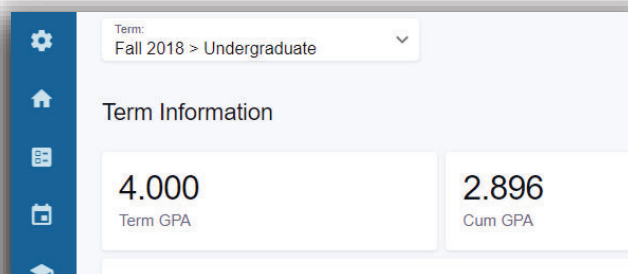 Term:
Fall 2018 > Undergraduate
Term Information
4.000
Term GPA
2.896
Cum GPA